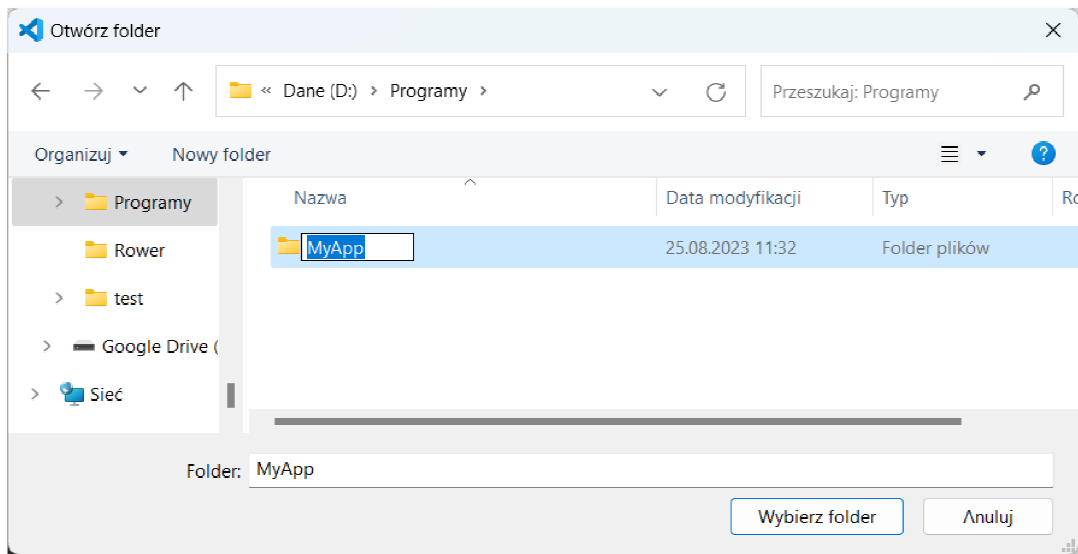 Otwórz folder
« Dane (D:) > Programy >
Przeszukaj: Programy
Organizuj
Nowy folder
?
Programy
Rower
test
Google Drive (
Sieć
Nazwa
Data modyfikacji
Typ
Ro
MyApp
25.08.2023 11:32
Folder plików
Folder:
MyApp
Wybierz folder
Anuluj